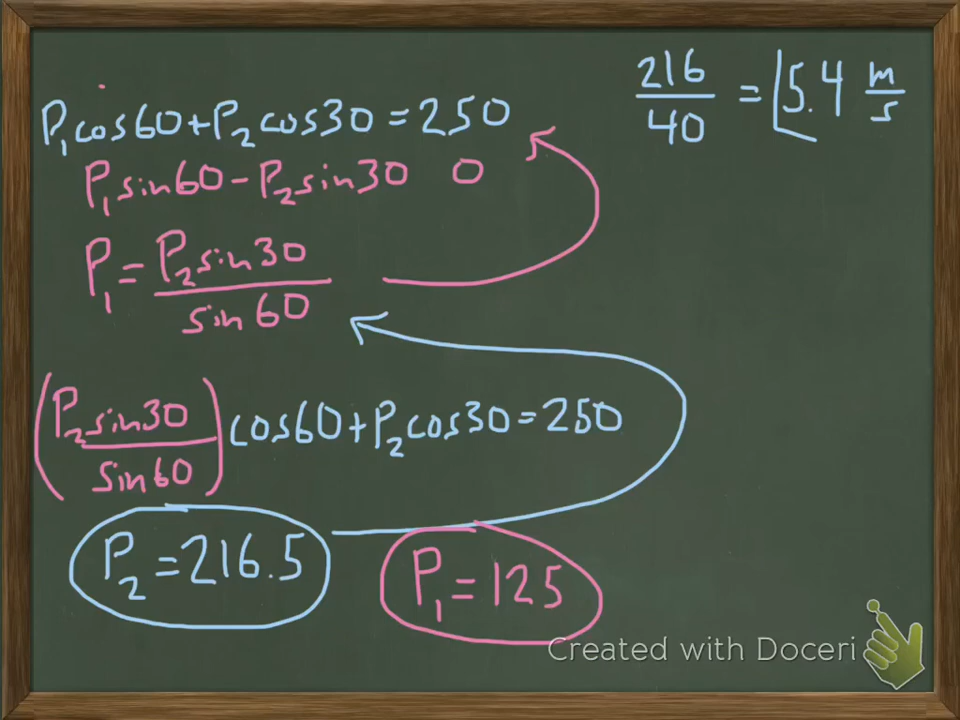 P₁cos60+P₂cos30=250
P₁sin60-P₂sin30 0
P₁=P₂sin30/sin60
(P₂sin30/sin60)cos60+P₂cos30=250
P₂=216.5
P₁=125
216/40 = 5.4 m/s
Created with Doceri